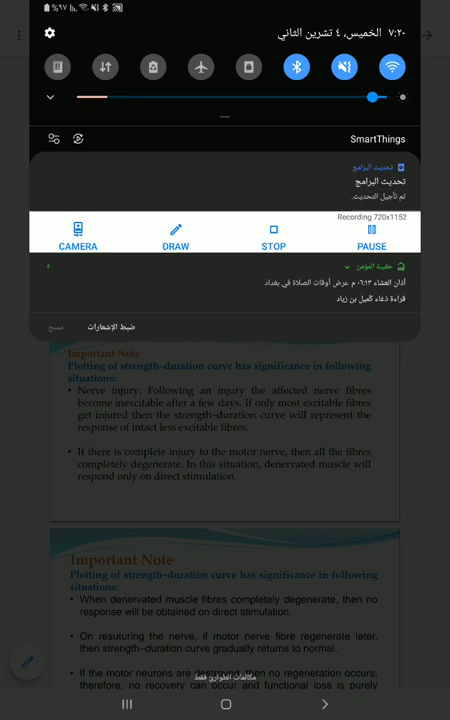 %٩٧
٧:٢٠ الخميس، ٤ تشرين الثاني
SmartThings
تحديث البرامج
تحديث البرامج
تم تأجيل التحديث.
Recording 720x1152
CAMERA DRAW STOP PAUSE
حقيبة المؤمن
أذان العشاء ٠٦:١٣ م عرض أوقات الصلاة في بغداد
قراءة دعاء كُميل بن زياد
ضبط الإشعارات مسح
Important Note
Plotting of strength–duration curve has significance in following
situations:
• Nerve injury: Following an injury the affected nerve fibres
become inexcitable after a few days. If only most excitable fibres
get injured then the strength–duration curve will represent the
response of intact less excitable fibres.
• If there is complete injury to the motor nerve, then all the fibres
completely degenerate. In this situation, denervated muscle will
respond only on direct stimulation.
Important Note
Plotting of strength–duration curve has significance in following
situations:
• When denervated muscle fibres completely degenerate, then no
response will be obtained on direct stimulation.
• On resuturing the nerve, if motor nerve fibre regenerate later,
then strength–duration curve gradually returns to normal.
• If the motor neurons are destroyed, then no regeneration occurs;
مكالمات الطوارئ فقط
therefore, no recovery can occur and functional loss is purely